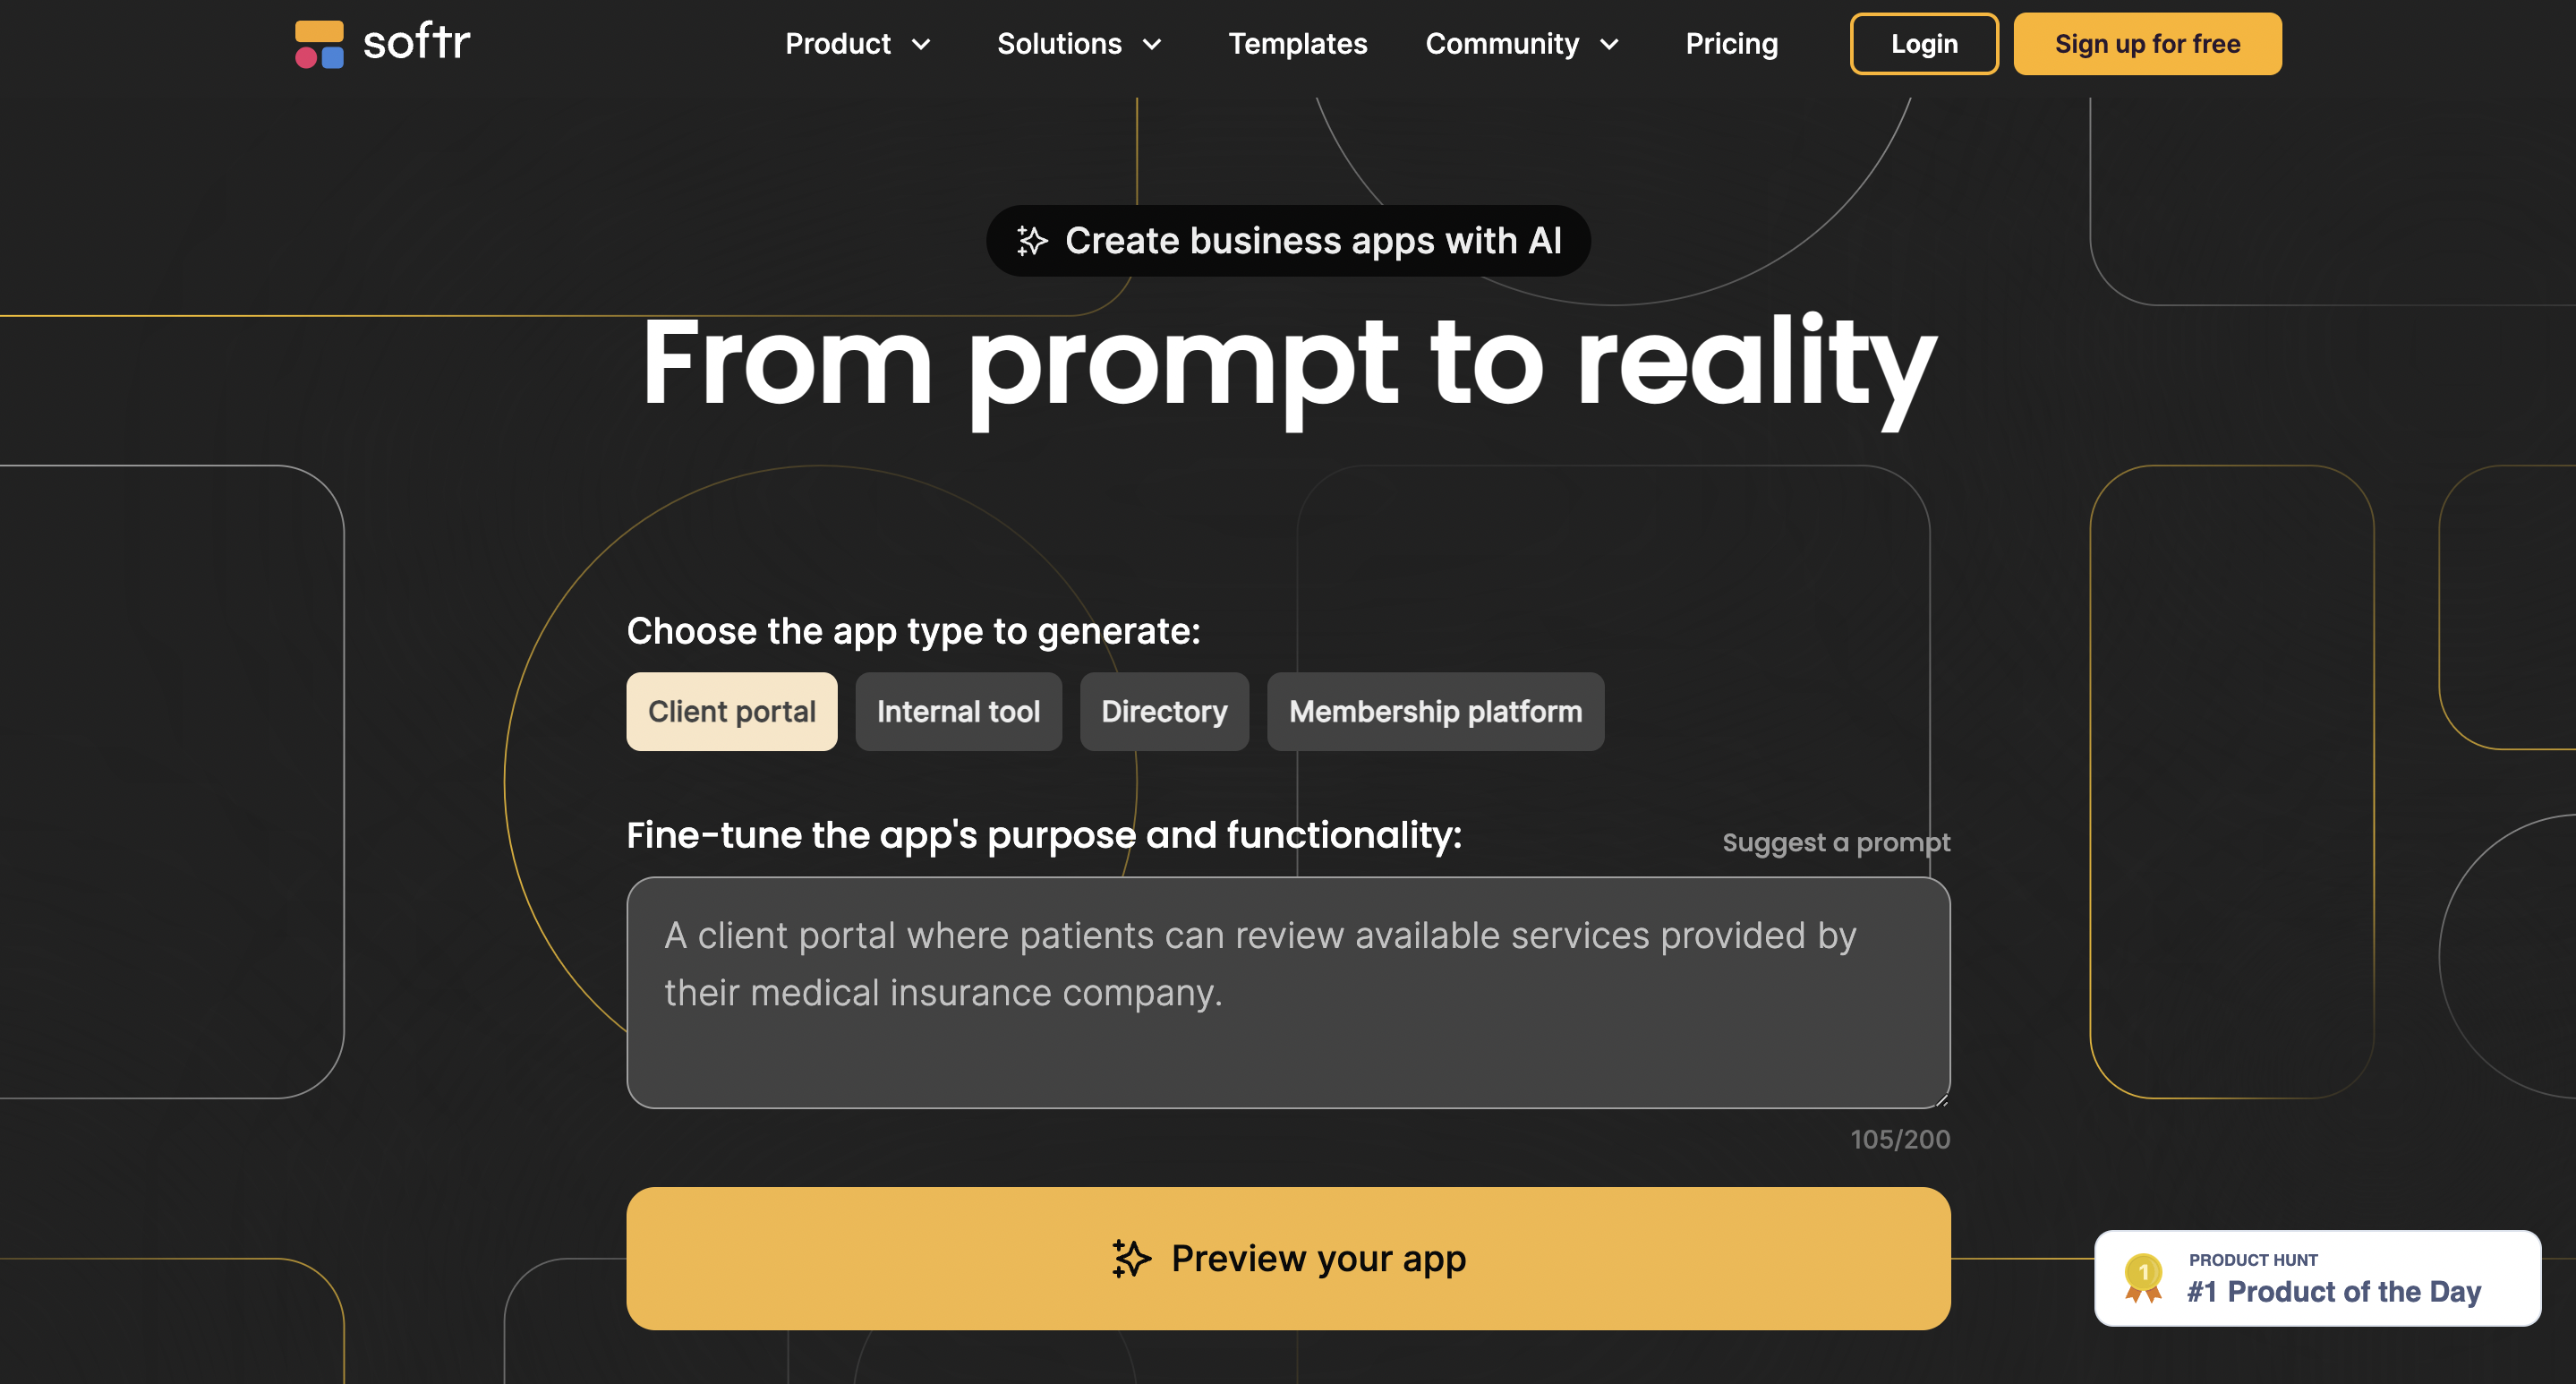 softr
Product
Solutions
Templates
Community
Pricing
Login
Sign up for free
Create business apps with AI
From prompt to reality
Choose the app type to generate:
Client portal
Internal tool
Directory
Membership platform
Fine-tune the app's purpose and functionality:
Suggest a prompt
A client portal where patients can review available services provided by
their medical insurance company.
105/200
Preview your app
1
PRODUCT HUNT
#1 Product of the Day